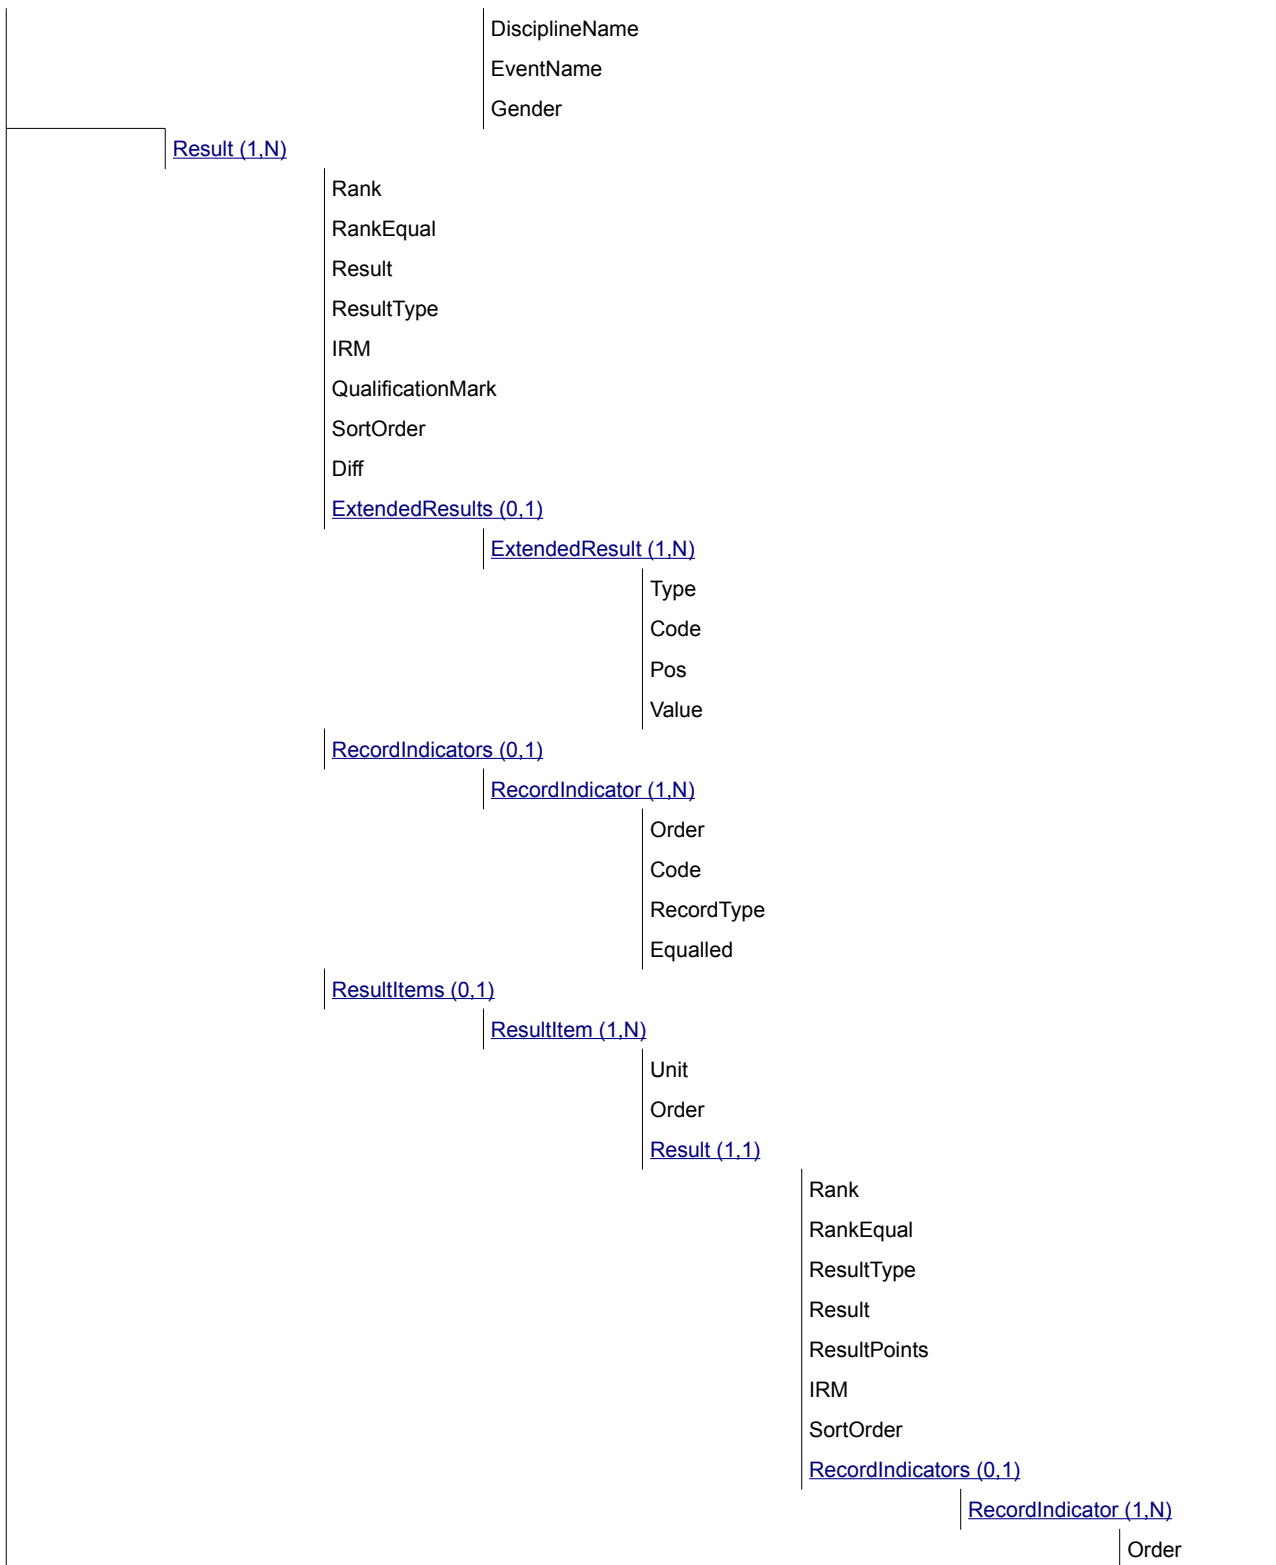 DisciplineName
EventName
Gender
Result (1,N)
Rank
RankEqual
Result
ResultType
IRM
QualificationMark
SortOrder
Diff
ExtendedResults (0,1)
ExtendedResult (1,N)
Type
Code
Pos
Value
RecordIndicators (0,1)
RecordIndicator (1,N)
Order
Code
RecordType
Equalled
ResultItems (0,1)
ResultItem (1,N)
Unit
Order
Result (1,1)
Rank
RankEqual
ResultType
Result
ResultPoints
IRM
SortOrder
RecordIndicators (0,1)
RecordIndicator (1,N)
Order